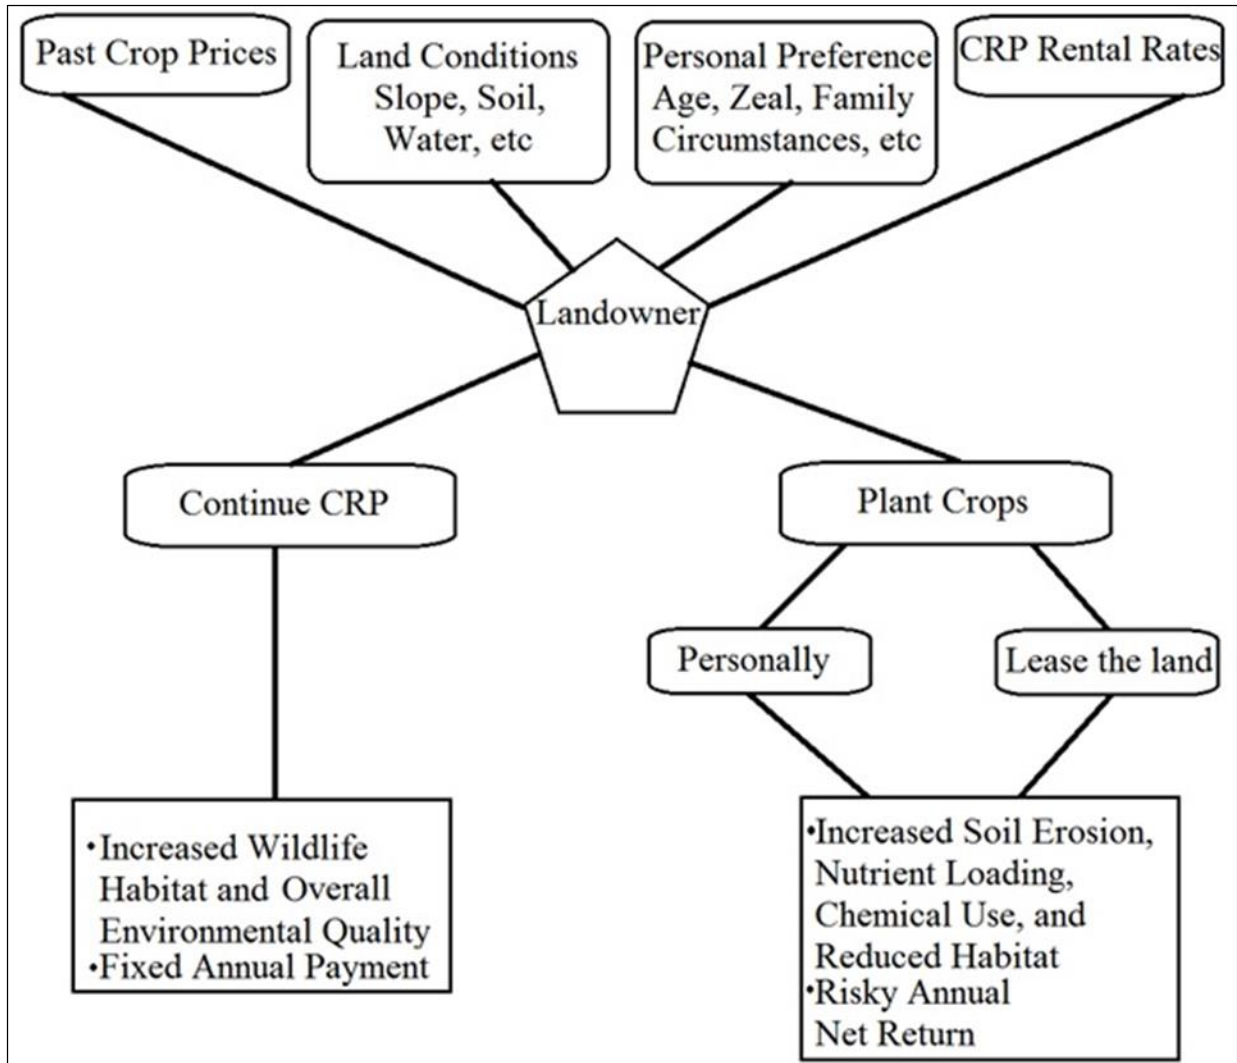 Past Crop Prices
Land Conditions
Slope, Soil,
Water, etc
Personal Preference
Age, Zeal, Family
Circumstances, etc
CRP Rental Rates
Landowner
Continue CRP
Plant Crops
Personally
Lease the land
•Increased Wildlife
Habitat and Overall
Environmental Quality
•Fixed Annual Payment
•Increased Soil Erosion,
Nutrient Loading,
Chemical Use, and
Reduced Habitat
•Risky Annual
Net Return